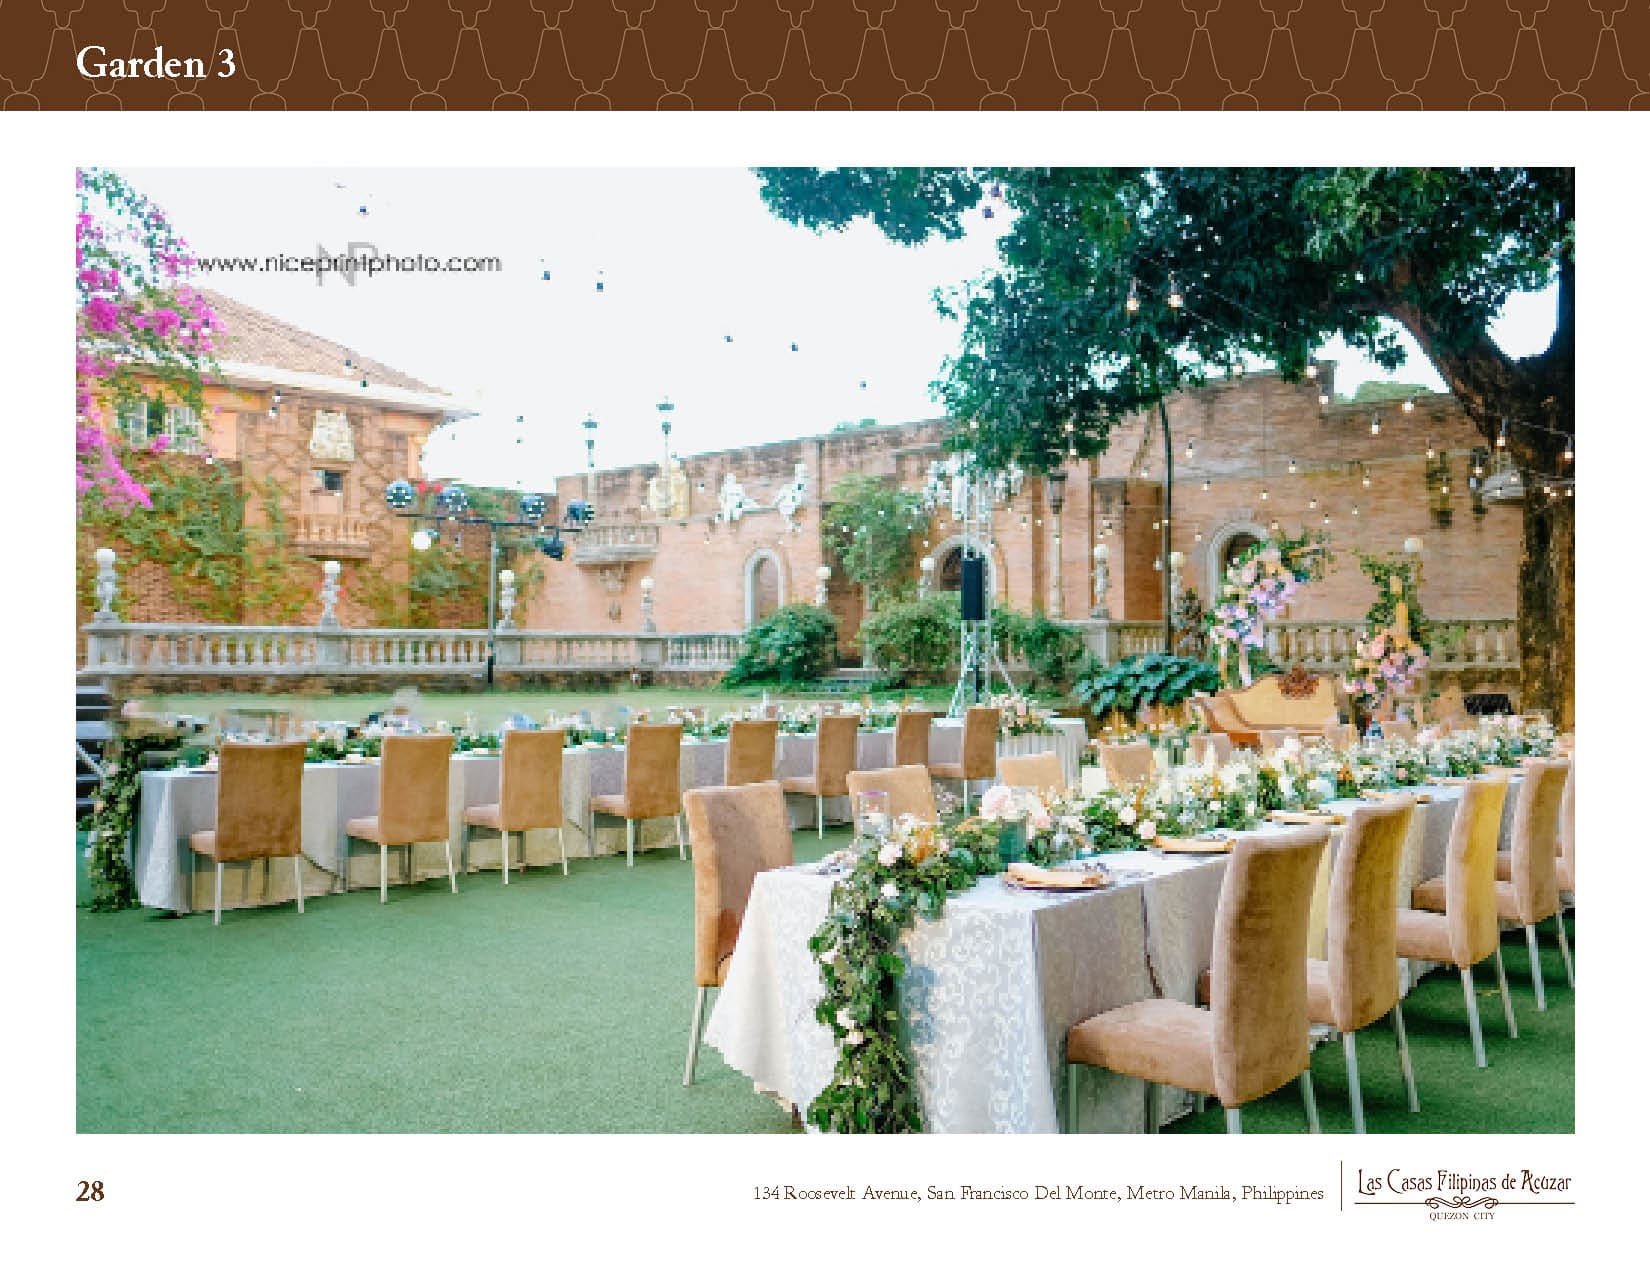 Garden 3
www.niceprintphoto.com
NP
28
134 Roosevelt Avenue, San Francisco Del Monte, Metro Manila, Philippines
Las Casas Filipinas de Acúzar
QUEZON CITY